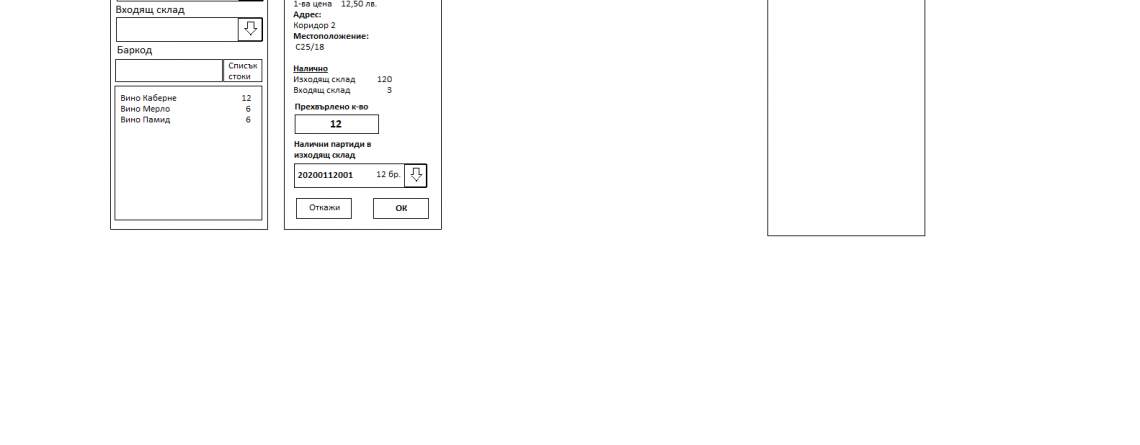 Входящ склад
Баркод
Списък
стоки
Вино Каберне 12
Вино Мерло 6
Вино Памид 6
1-ва цена 12,50 лв.
Адрес:
Коридор 2
Местоположение:
C25/18
Налично
Изходящ склад 120
Входящ склад 3
Прехвърлено к-во
12
Налични партиди в
изходящ склад
20200112001 12 бр.
Откажи OK